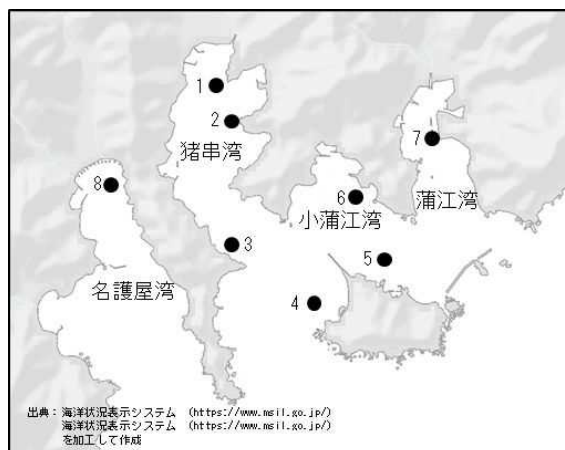 1
2
猪串湾
7
8
6
蒲江湾
小蒲江湾
3
5
名護屋湾
4
出典：海洋状況表示システム （https://www.msil.go.jp/）
海洋状況表示システム （https://www.msil.go.jp/）
を加工して作成